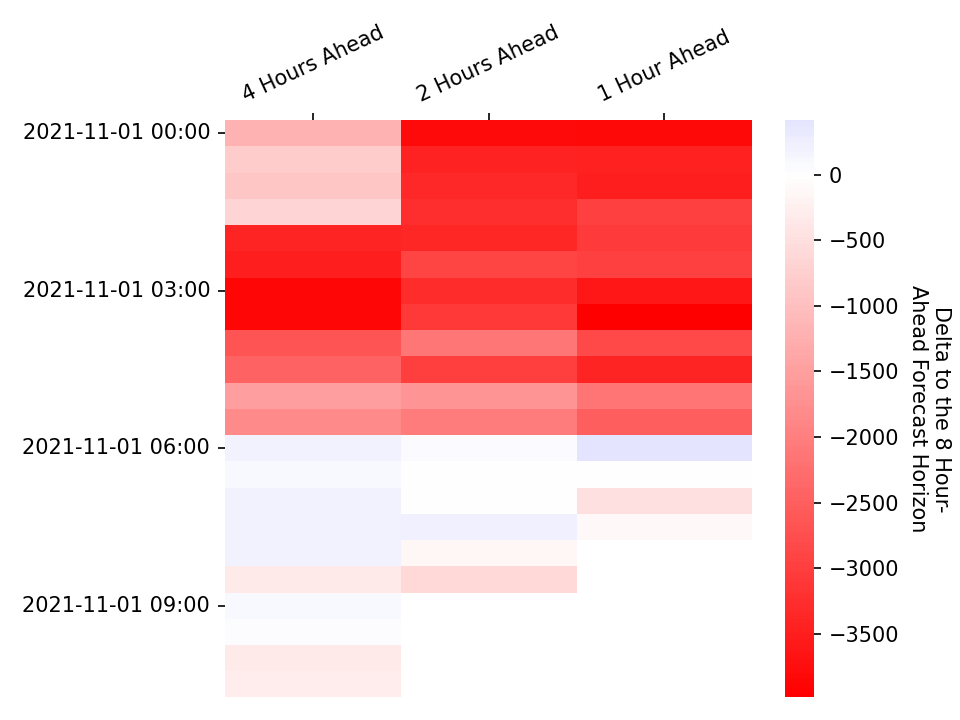 4 Hours Ahead
2 Hours Ahead
1 Hour Ahead
2021-11-01 00:00
2021-11-01 03:00
2021-11-01 06:00
2021-11-01 09:00
0
−500
−1000
−1500
−2000
−2500
−3000
−3500
Delta to the 8 Hour-
Ahead Forecast Horizon